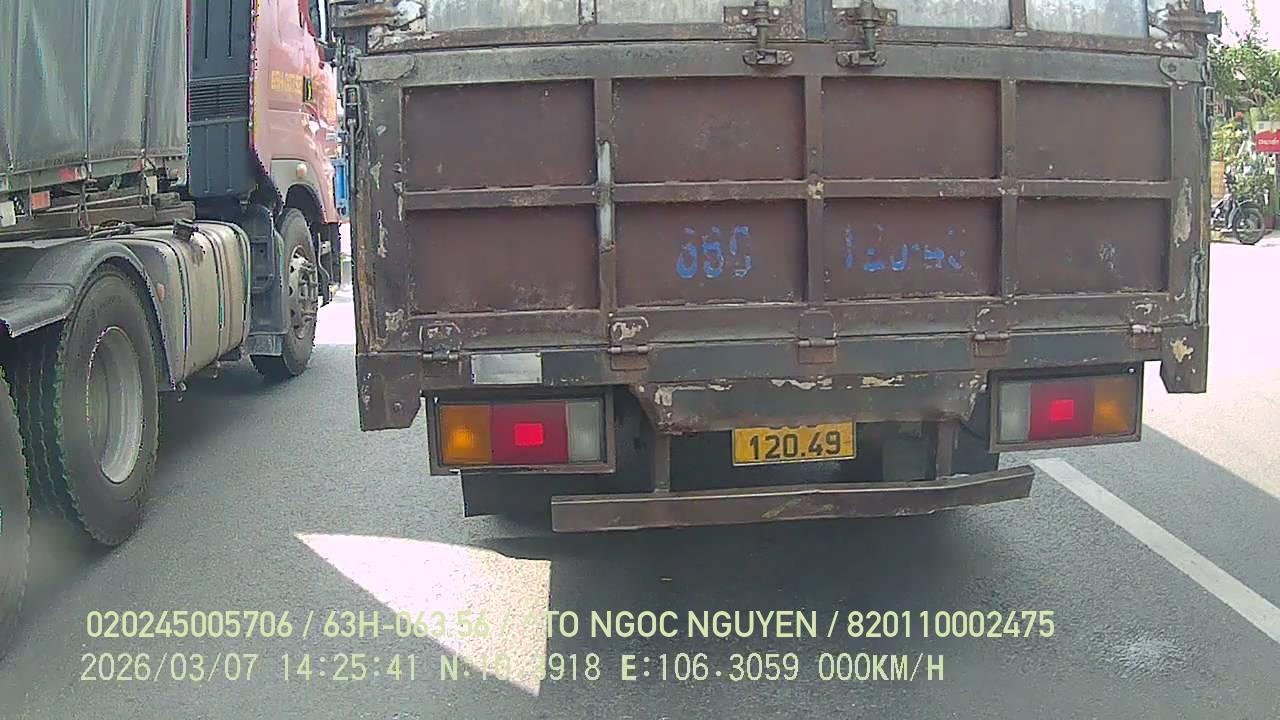 120.49
020245005706 / 63H-063.56 / TO NGOC NGUYEN / 820110002475
2026/03/07 14:25:41 E:106.3059 000KM/H